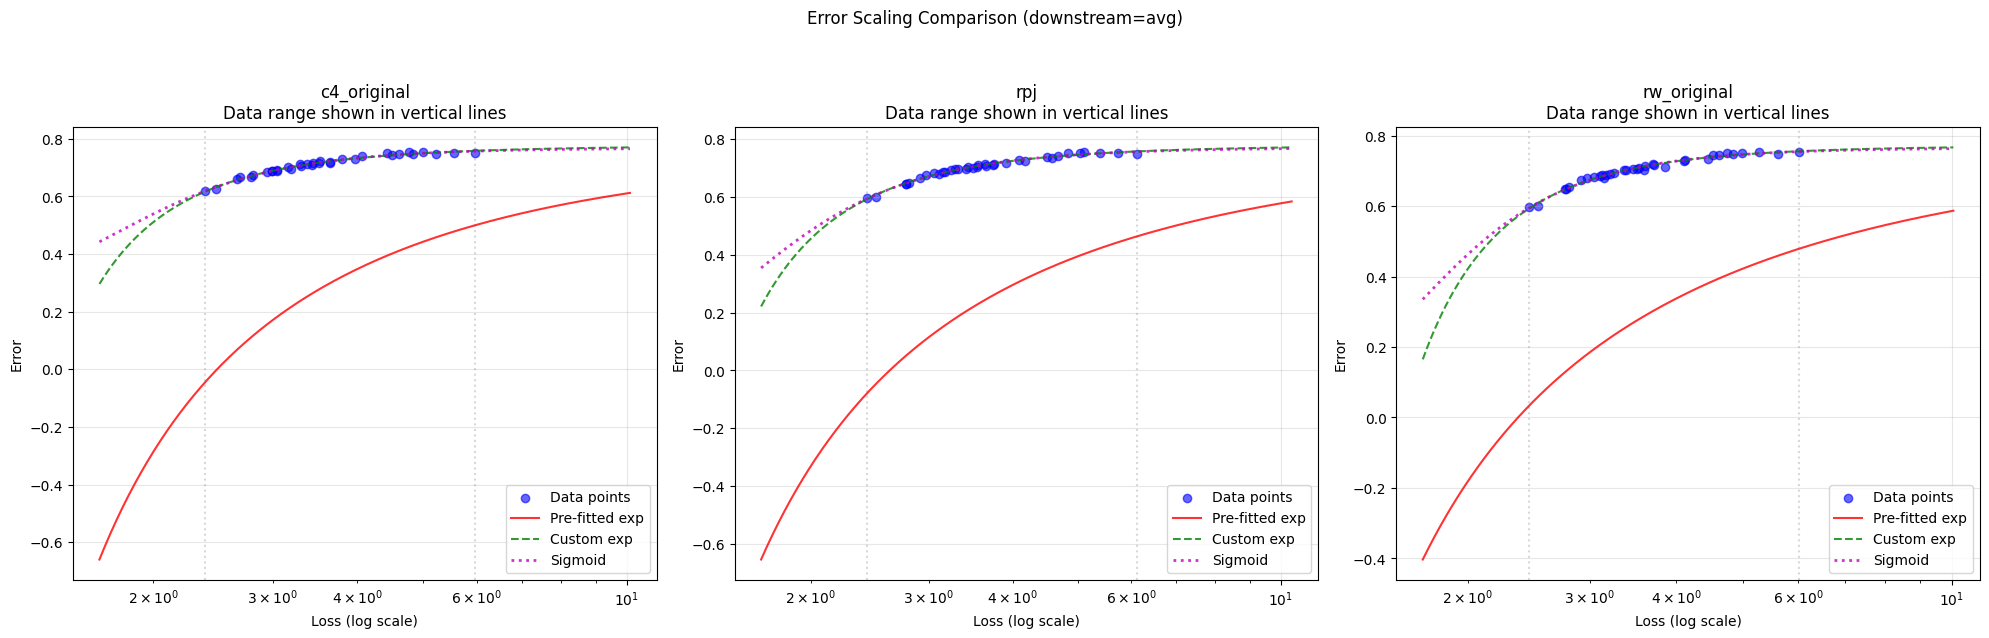 Error Scaling Comparison (downstream=avg)
c4_original
Data range shown in vertical lines
0.8
0.6
0.4
0.2
0.0
−0.2
−0.4
−0.6
Error
2 × 10⁰
3 × 10⁰
4 × 10⁰
6 × 10⁰
10¹
Loss (log scale)
Data points
Pre-fitted exp
Custom exp
Sigmoid
rpj
Data range shown in vertical lines
0.8
0.6
0.4
0.2
0.0
−0.2
−0.4
−0.6
Error
2 × 10⁰
3 × 10⁰
4 × 10⁰
6 × 10⁰
10¹
Loss (log scale)
Data points
Pre-fitted exp
Custom exp
Sigmoid
rw_original
Data range shown in vertical lines
0.8
0.6
0.4
0.2
0.0
−0.2
−0.4
Error
2 × 10⁰
3 × 10⁰
4 × 10⁰
6 × 10⁰
10¹
Loss (log scale)
Data points
Pre-fitted exp
Custom exp
Sigmoid